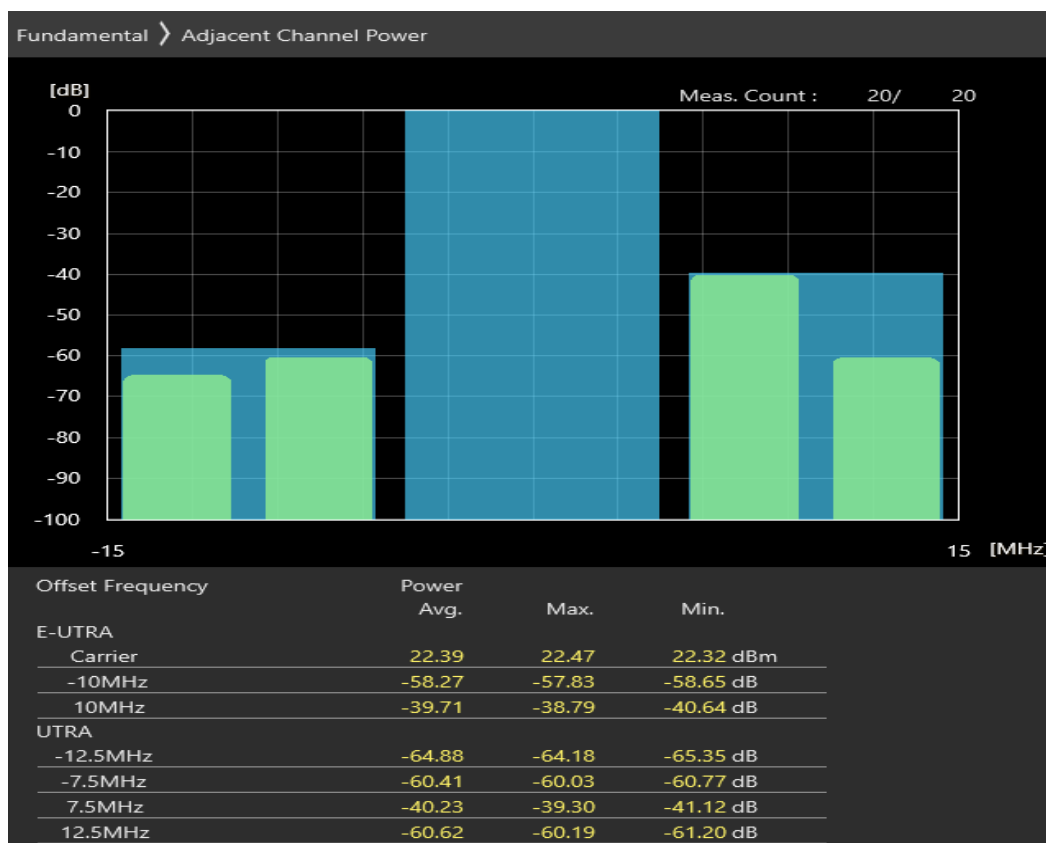 Fundamental 〉 Adjacent Channel Power
[dB]
Meas. Count : 20/ 20
0
-10
-20
-30
-40
-50
-60
-70
-80
-90
-100
-15 15 [MHz]
Offset Frequency Power
Avg. Max. Min.
E-UTRA
Carrier 22.39 22.47 22.32 dBm
-10MHz -58.27 -57.83 -58.65 dB
10MHz -39.71 -38.79 -40.64 dB
UTRA
-12.5MHz -64.88 -64.18 -65.35 dB
-7.5MHz -60.41 -60.03 -60.77 dB
7.5MHz -40.23 -39.30 -41.12 dB
12.5MHz -60.62 -60.19 -61.20 dB